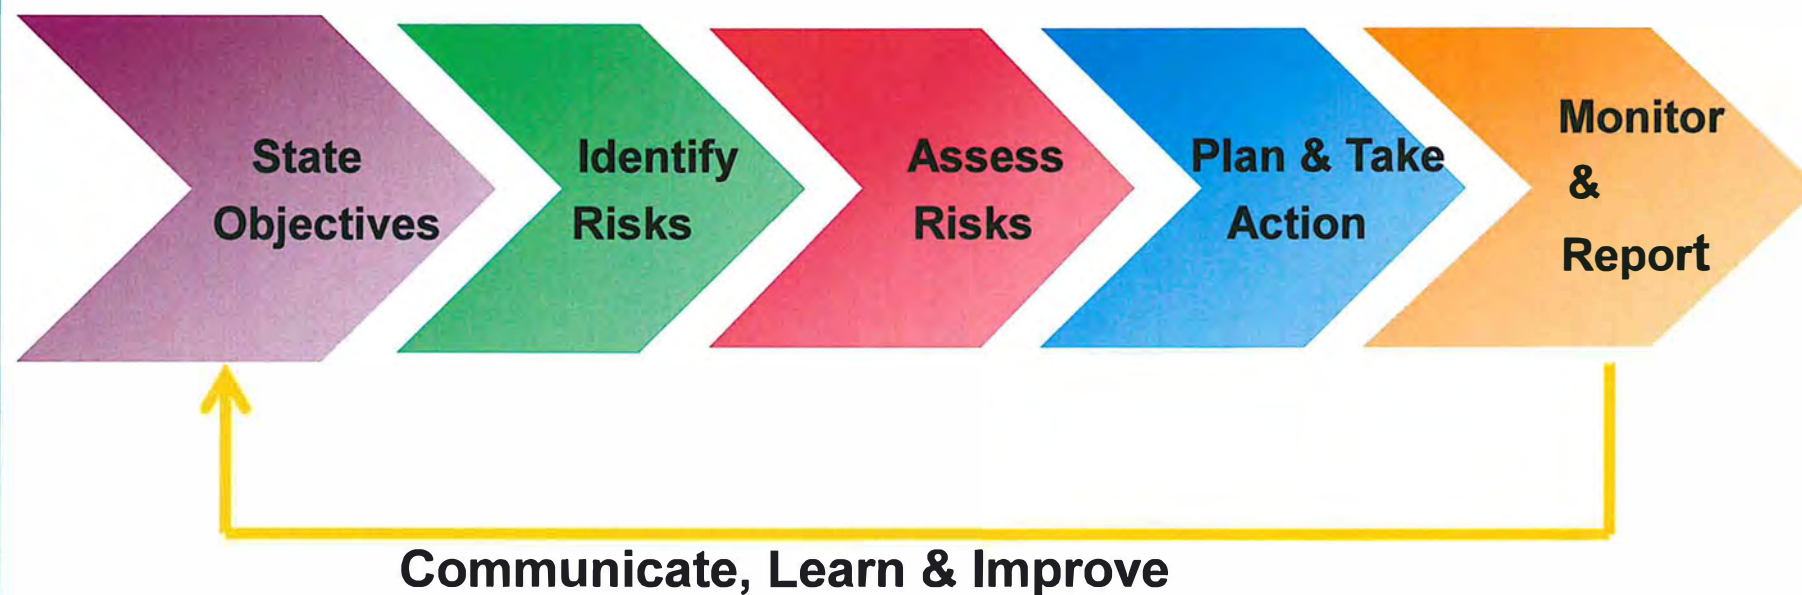 State
Objectives
Identify
Risks
Assess
Risks
Plan & Take
Action
Monitor
&
Report
Communicate, Learn & Improve